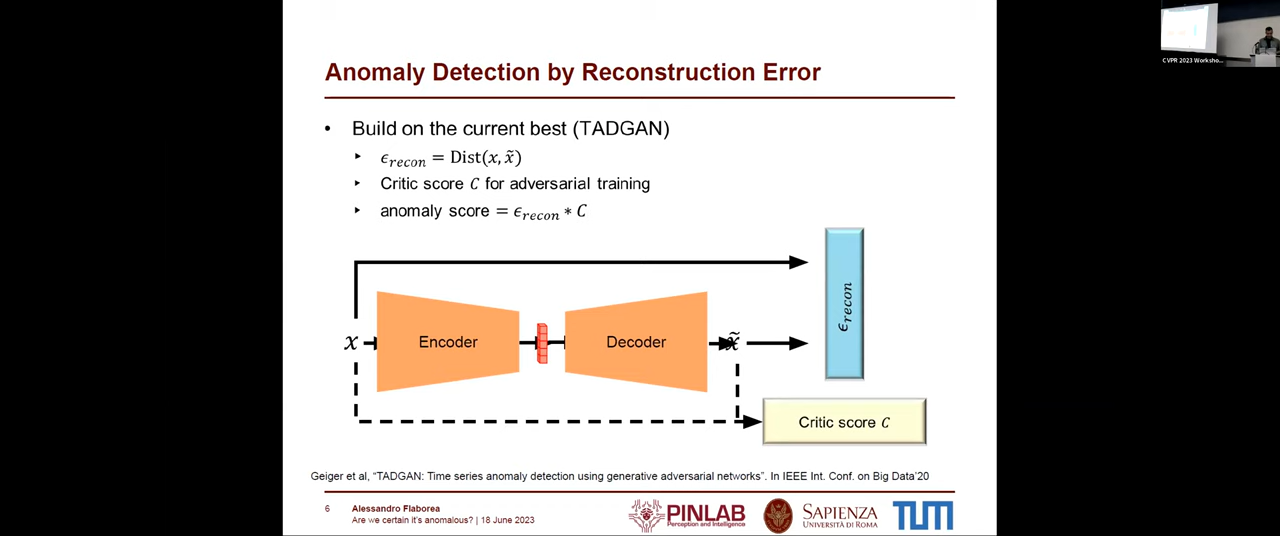 CVPR 2023 Worksho...
Anomaly Detection by Reconstruction Error
• Build on the current best (TADGAN)
‣ ϵ_recon = Dist(x, x̃)
‣ Critic score C for adversarial training
‣ anomaly score = ϵ_recon ∗ C
x
Encoder
Decoder
x̃
ϵ_recon
Critic score C
Geiger et al, “TADGAN: Time series anomaly detection using generative adversarial networks”. In IEEE Int. Conf. on Big Data’20
6
Alessandro Flaborea
Are we certain it’s anomalous? | 18 June 2023
PINLAB
Perception and Intelligence
SAPIENZA
UNIVERSITÀ DI ROMA
TUM